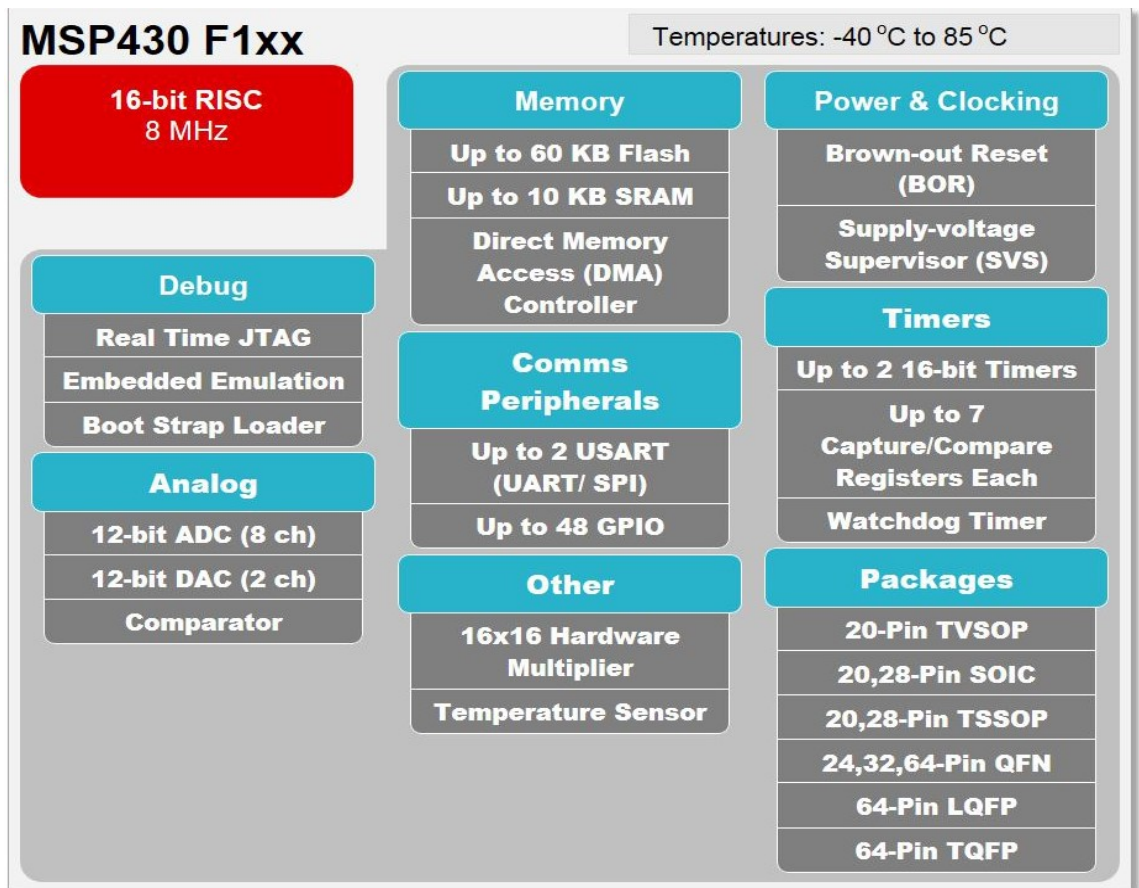 MSP430 F1xx
Temperatures: -40 °C to 85 °C
16-bit RISC
8 MHz
Debug
Real Time JTAG
Embedded Emulation
Boot Strap Loader
Analog
12-bit ADC (8 ch)
12-bit DAC (2 ch)
Comparator
Memory
Up to 60 KB Flash
Up to 10 KB SRAM
Direct Memory
Access (DMA)
Controller
Comms
Peripherals
Up to 2 USART
(UART/ SPI)
Up to 48 GPIO
Other
16x16 Hardware
Multiplier
Temperature Sensor
Power & Clocking
Brown-out Reset
(BOR)
Supply-voltage
Supervisor (SVS)
Timers
Up to 2 16-bit Timers
Up to 7
Capture/Compare
Registers Each
Watchdog Timer
Packages
20-Pin TVSOP
20,28-Pin SOIC
20,28-Pin TSSOP
24,32,64-Pin QFN
64-Pin LQFP
64-Pin TQFP